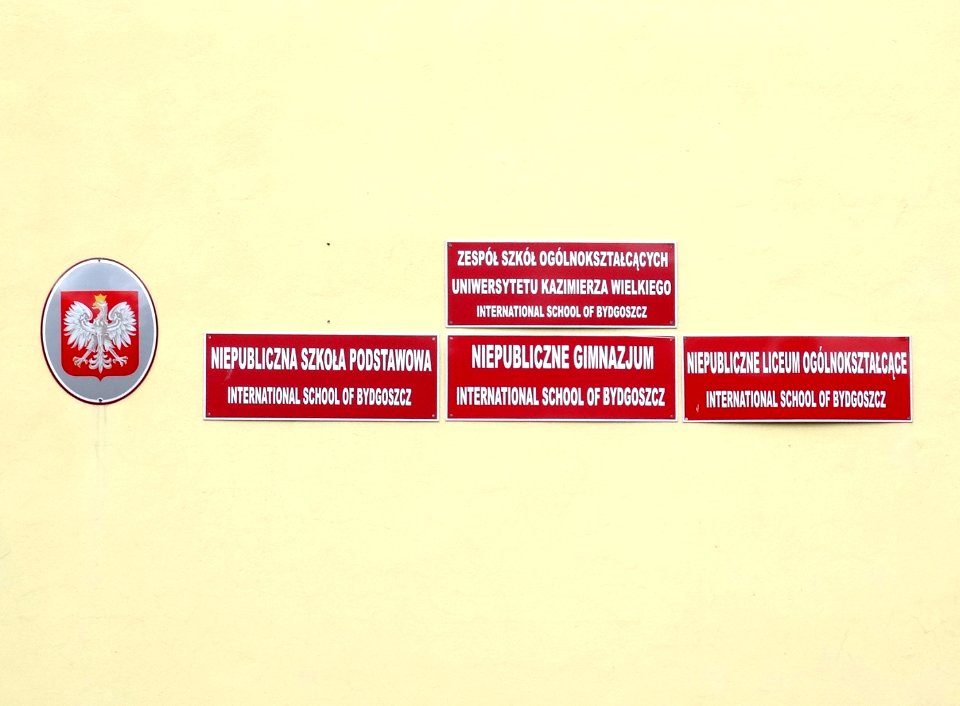 ZESPÓŁ SZKÓŁ OGÓLNOKSZTAŁCĄCYCH
UNIWERSYTETU KAZIMIERZA WIELKIEGO
INTERNATIONAL SCHOOL OF BYDGOSZCZ
NIEPUBLICZNA SZKOŁA PODSTAWOWA
INTERNATIONAL SCHOOL OF BYDGOSZCZ
NIEPUBLICZNE GIMNAZJUM
INTERNATIONAL SCHOOL OF BYDGOSZCZ
NIEPUBLICZNE LICEUM OGÓLNOKSZTAŁCĄCE
INTERNATIONAL SCHOOL OF BYDGOSZCZ